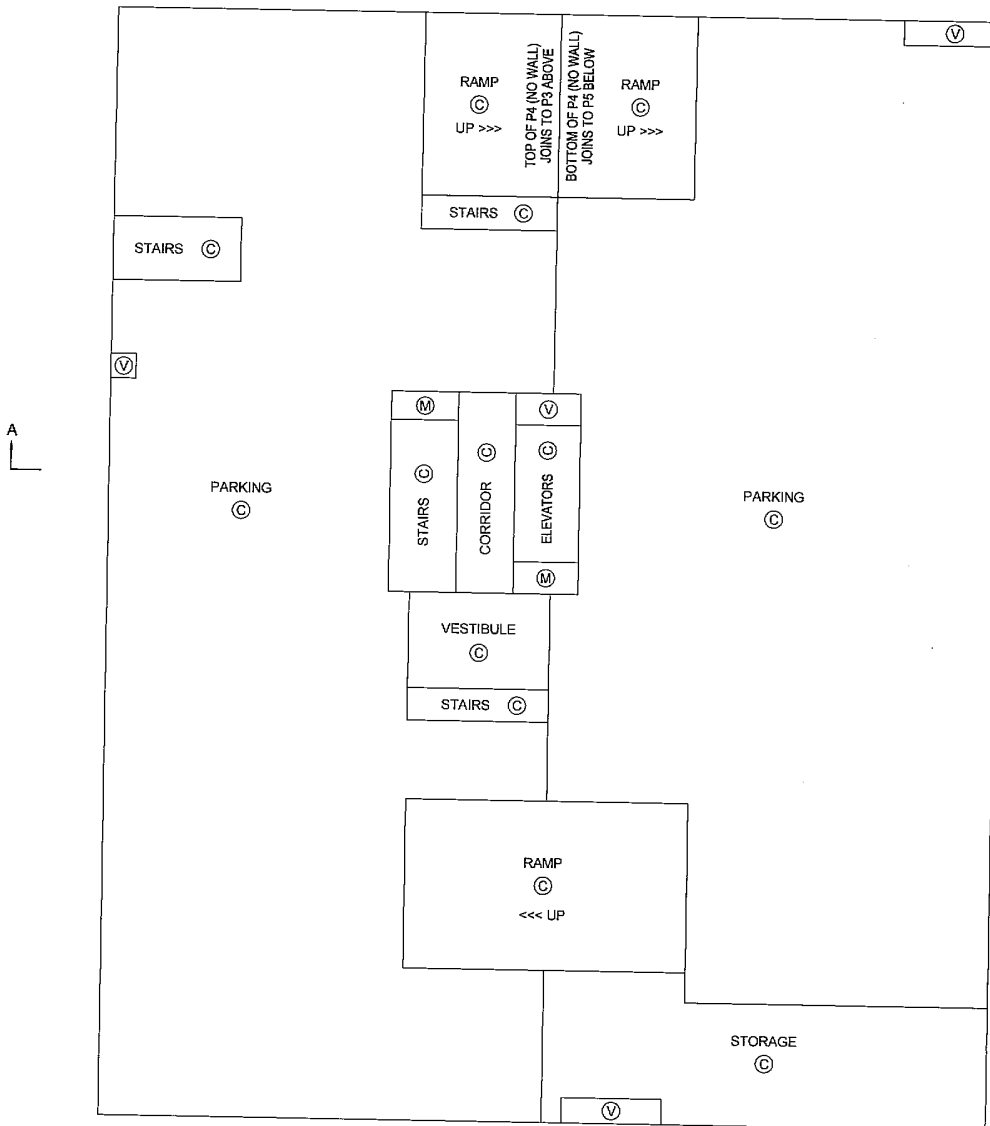 V
RAMP
C
UP >>>
TOP OF P4 (NO WALL)
JOINS TO P3 ABOVE
BOTTOM OF P4 (NO WALL)
JOINS TO P5 BELOW
RAMP
C
UP >>>
STAIRS C
STAIRS C
V
A
M
V
STAIRS C
CORRIDOR C
ELEVATORS C
M
PARKING
C
PARKING
C
VESTIBULE
C
STAIRS C
RAMP
C
<<< UP
STORAGE
C
V